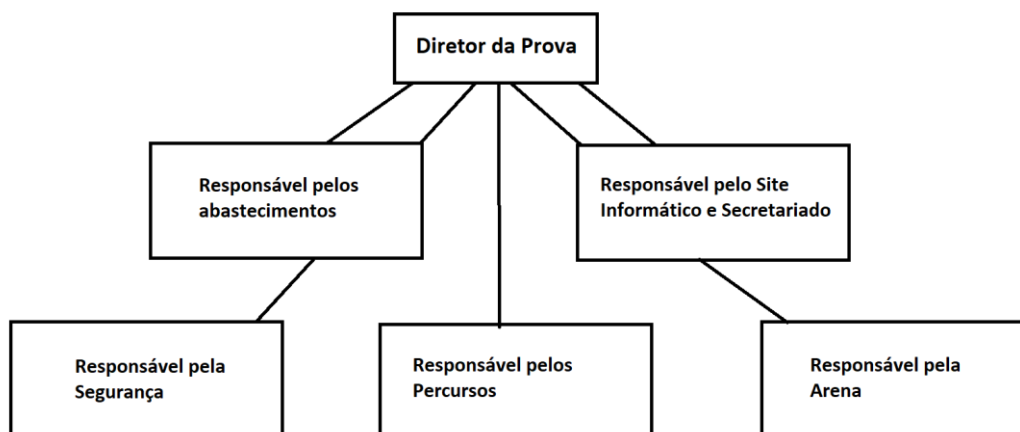 Diretor da Prova
Responsável pelos
abastecimentos
Responsável pelo Site
Informático e Secretariado
Responsável pela
Segurança
Responsável pelos
Percursos
Responsável pela
Arena